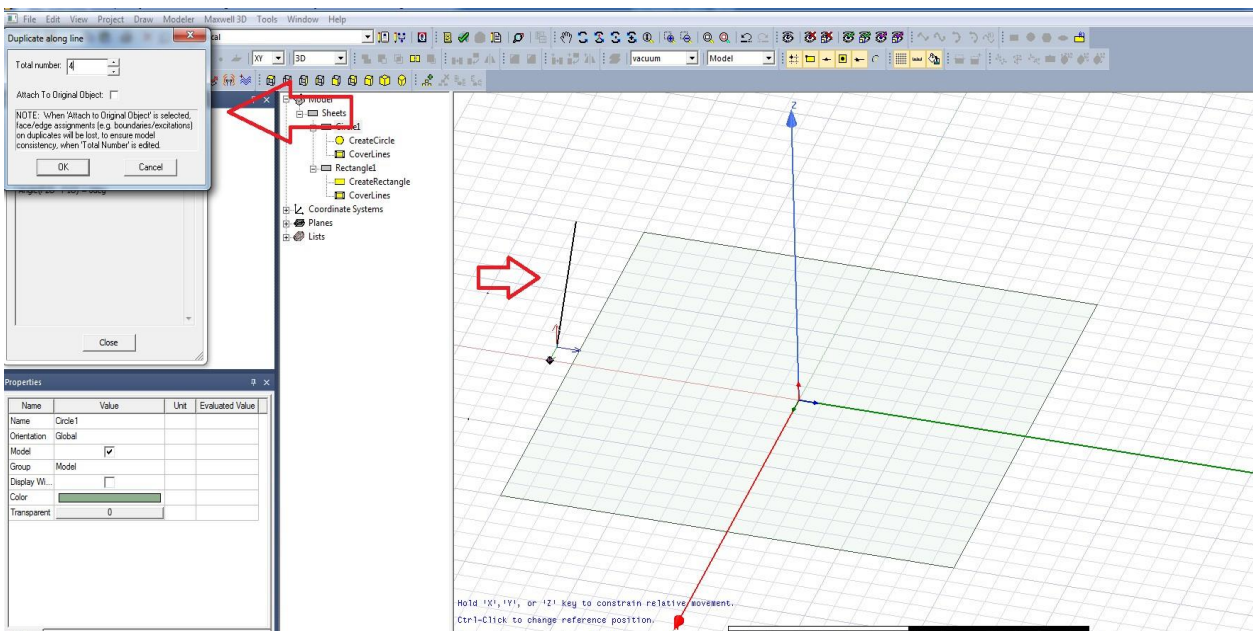 File Edit View Project Draw Modeler Maxwell 3D Tools Window Help
Duplicate along line
Total number: 4
Attach To Original Object:
NOTE: When 'Attach to Original Object' is selected,
face/edge assignments (e.g. boundaries/excitations)
on duplicates will be lost, to ensure model
consistency, when 'Total Number' is edited.
OK Cancel
Close
XY 3D vacuum Model
Model
Sheets
Circle1
CreateCircle
CoverLines
Rectangle1
CreateRectangle
CoverLines
Coordinate Systems
Planes
Lists
Z
Properties
Name Value Unit Evaluated Value
Name Circle1
Orientation Global
Model
Group Model
Display Wi...
Color
Transparent 0
Hold 'X','Y', or 'Z' key to constrain relative movement.
Ctrl-Click to change reference position.